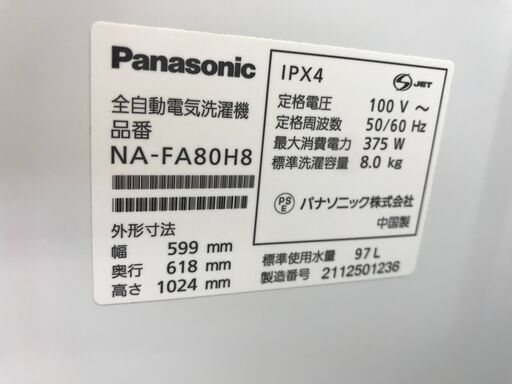 Panasonic
全自動電気洗濯機
品番
NA-FA80H8
外形寸法
幅 599 mm
奥行 618 mm
高さ 1024 mm
IPX4
S JET
定格電圧 100 V ～
定格周波数 50/60 Hz
最大消費電力 375 W
標準洗濯容量 8.0 kg
PSE パナソニック株式会社
中国製
標準使用水量 97 L
製造番号 2112501236